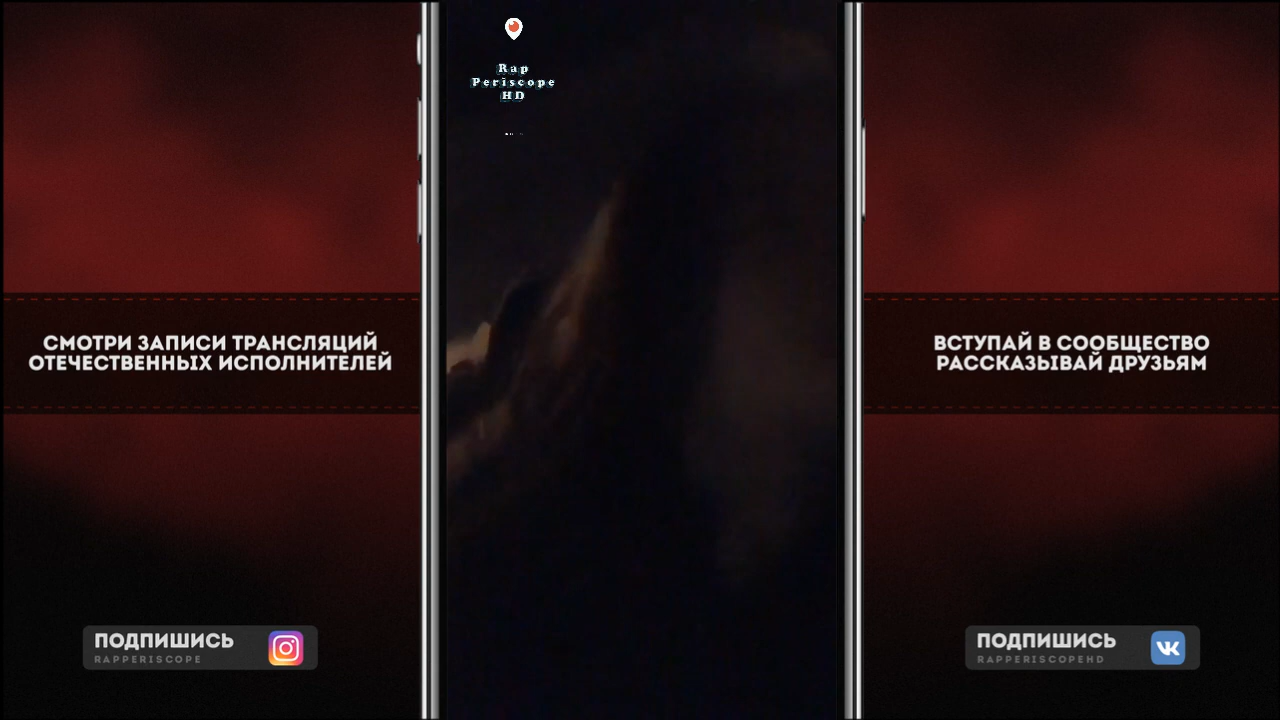 Rap
Periscope
HD
СМОТРИ ЗАПИСИ ТРАНСЛЯЦИЙ
ОТЕЧЕСТВЕННЫХ ИСПОЛНИТЕЛЕЙ
ВСТУПАЙ В СООБЩЕСТВО
РАССКАЗЫВАЙ ДРУЗЬЯМ
ПОДПИШИСЬ
RAPPERISCOPE
ПОДПИШИСЬ
RAPPERISCOPEHD